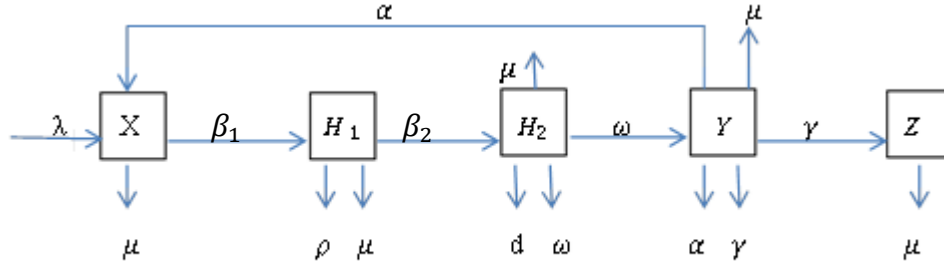 α μ
μ
λ X β₁ H₁ β₂ H₂ ω Y γ Z
μ ρ μ d ω α γ μ